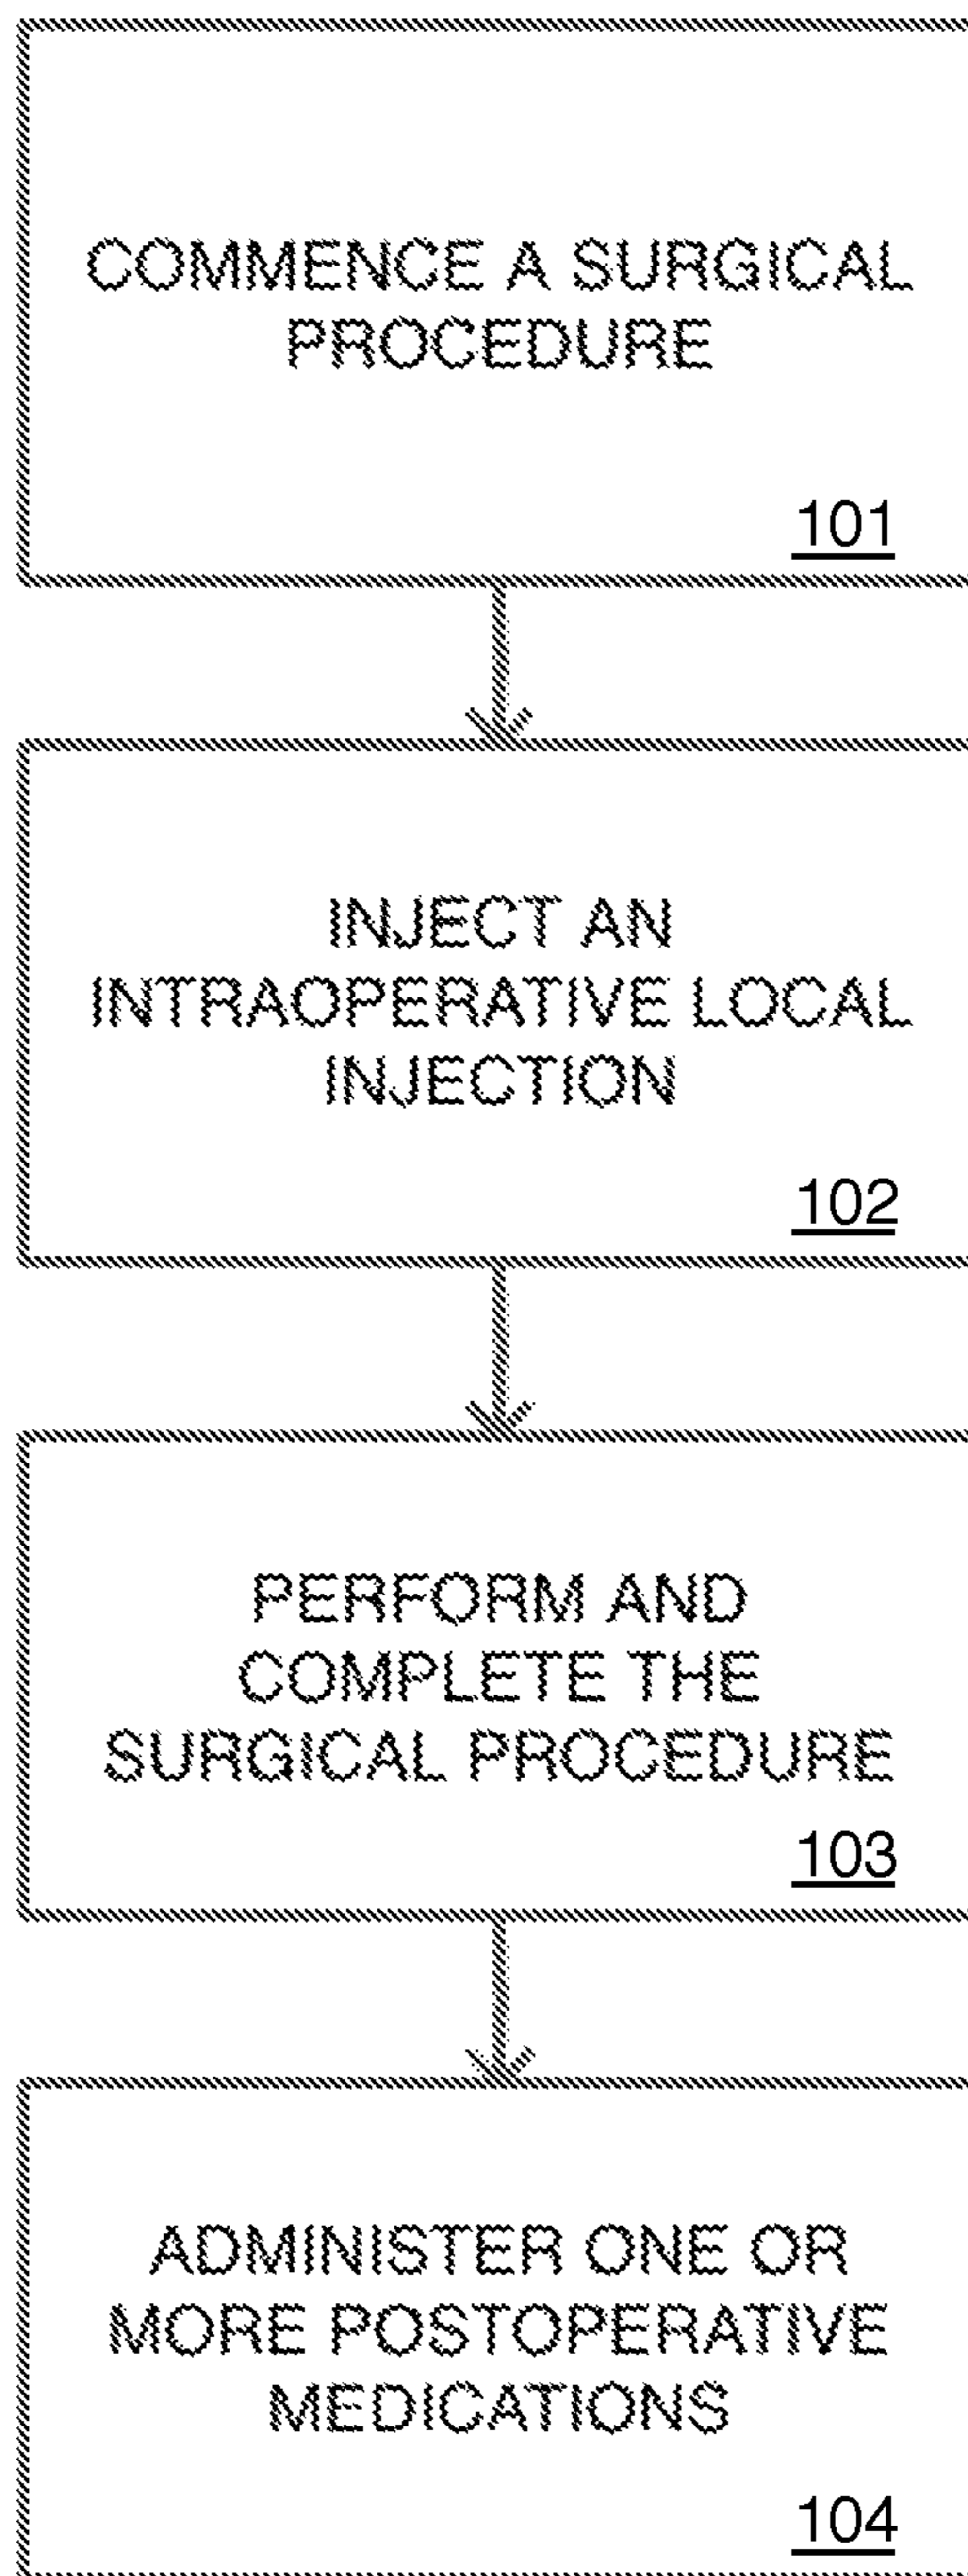 COMMENCE A SURGICAL
PROCEDURE
101
INJECT AN
INTRAOPERATIVE LOCAL
INJECTION
102
PERFORM AND
COMPLETE THE
SURGICAL PROCEDURE
103
ADMINISTER ONE OR
MORE POSTOPERATIVE
MEDICATIONS
104